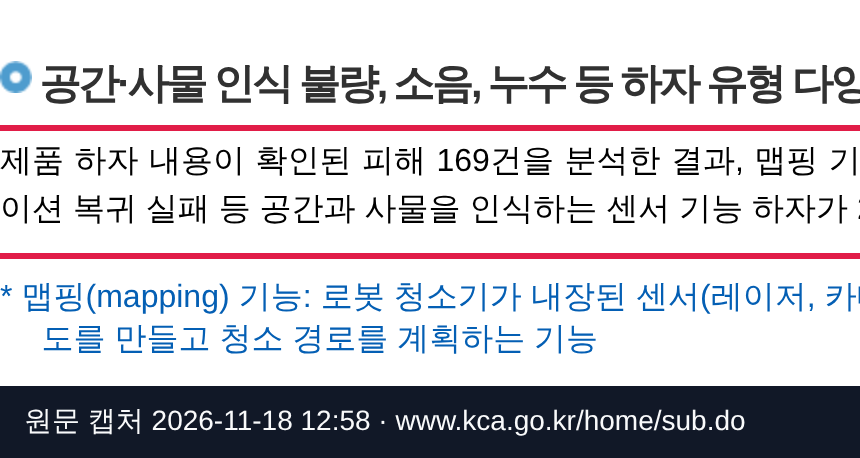 공간·사물 인식 불량, 소음, 누수 등 하자 유형 다양
제품 하자 내용이 확인된 피해 169건을 분석한 결과, 맵핑 기
이션 복귀 실패 등 공간과 사물을 인식하는 센서 기능 하자가
* 맵핑(mapping) 기능: 로봇 청소기가 내장된 센서(레이저,
도를 만들고 청소 경로를 계획하는 기능
원문 캡처 2026-11-18 12:58 · www.kca.go.kr/home/sub.do